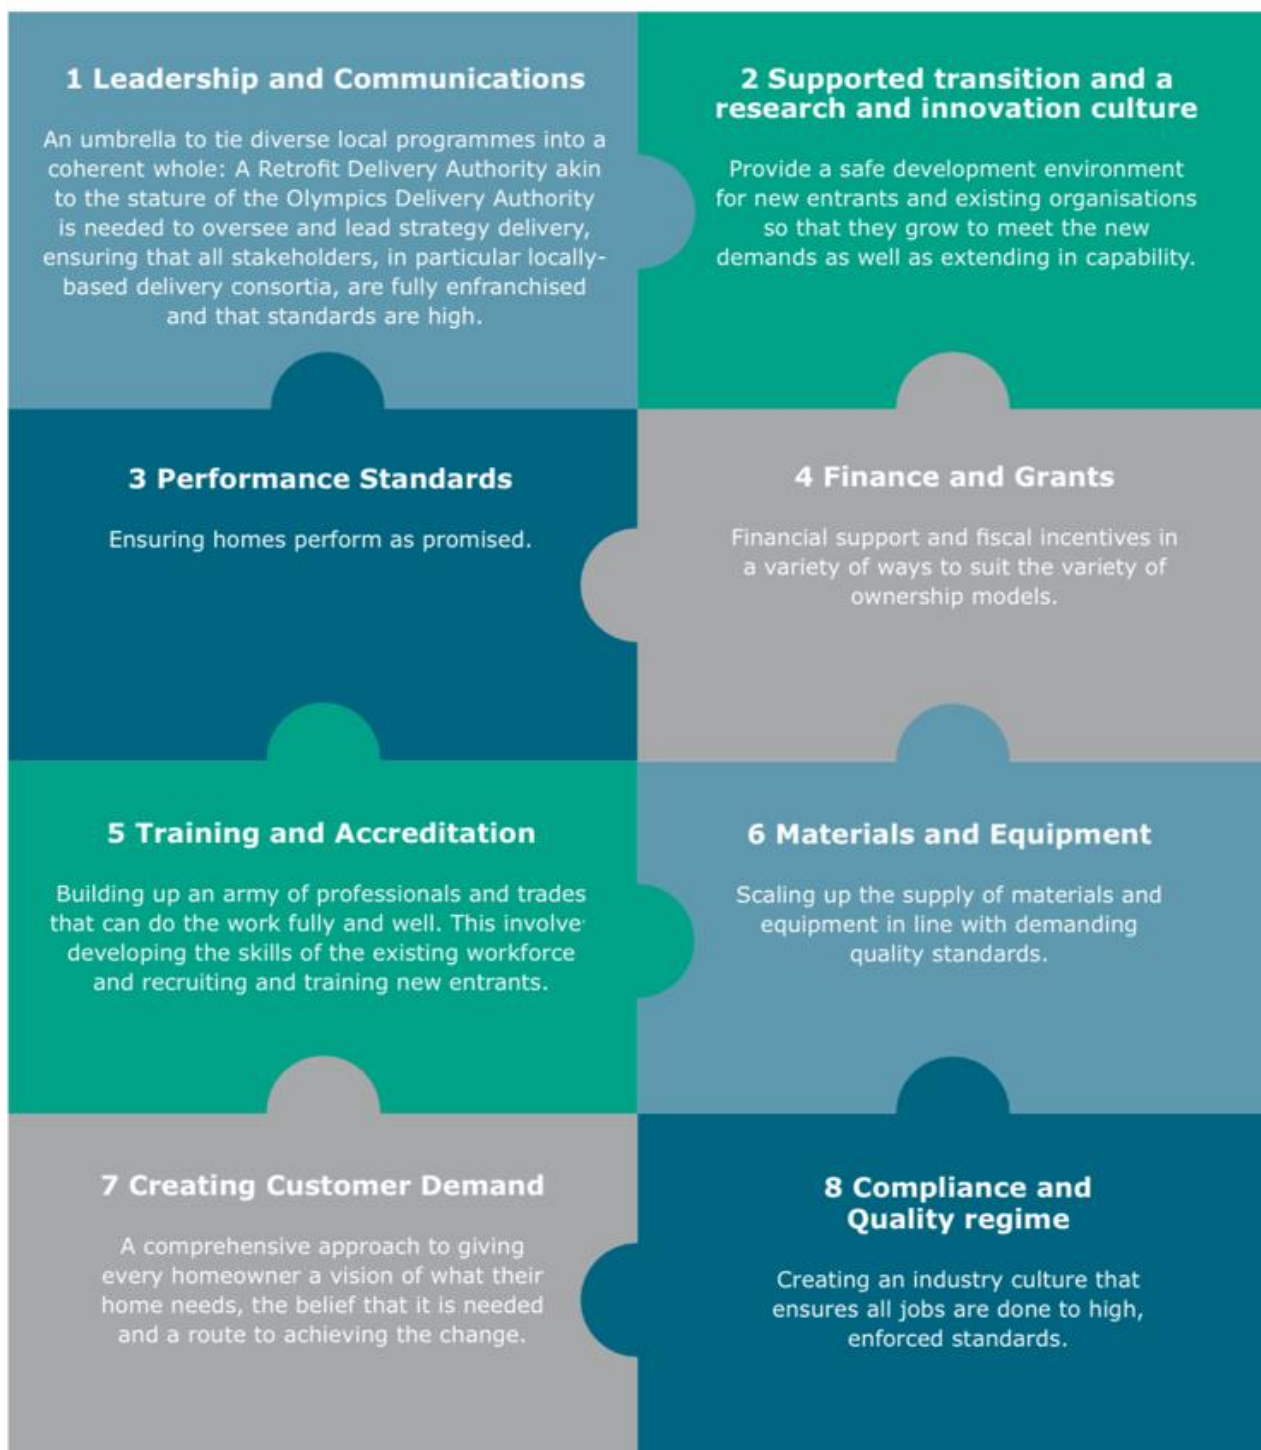 1 Leadership and Communications
An umbrella to tie diverse local programmes into a
coherent whole: A Retrofit Delivery Authority akin
to the stature of the Olympics Delivery Authority
is needed to oversee and lead strategy delivery,
ensuring that all stakeholders, in particular locally-
based delivery consortia, are fully enfranchised
and that standards are high.
2 Supported transition and a
research and innovation culture
Provide a safe development environment
for new entrants and existing organisations
so that they grow to meet the new
demands as well as extending in capability.
3 Performance Standards
Ensuring homes perform as promised.
4 Finance and Grants
Financial support and fiscal incentives in
a variety of ways to suit the variety of
ownership models.
5 Training and Accreditation
Building up an army of professionals and trades
that can do the work fully and well. This involve
developing the skills of the existing workforce
and recruiting and training new entrants.
6 Materials and Equipment
Scaling up the supply of materials and
equipment in line with demanding
quality standards.
7 Creating Customer Demand
A comprehensive approach to giving
every homeowner a vision of what their
home needs, the belief that it is needed
and a route to achieving the change.
8 Compliance and
Quality regime
Creating an industry culture that
ensures all jobs are done to high,
enforced standards.